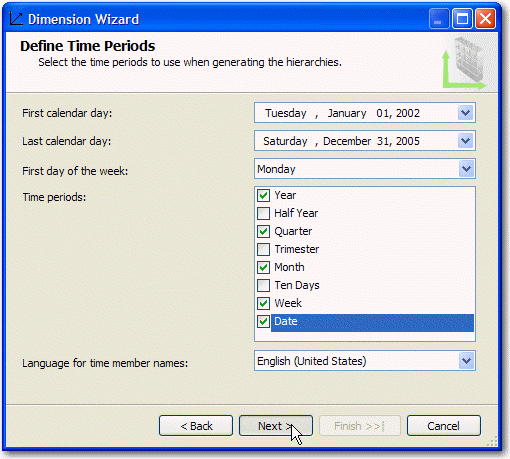 Dimension Wizard
Define Time Periods
Select the time periods to use when generating the hierarchies.
First calendar day: Tuesday , January 01, 2002
Last calendar day: Saturday , December 31, 2005
First day of the week: Monday
Time periods: Year
Half Year
Quarter
Trimester
Month
Ten Days
Week
Date
Language for time member names: English (United States)
< Back Next > Finish >>| Cancel